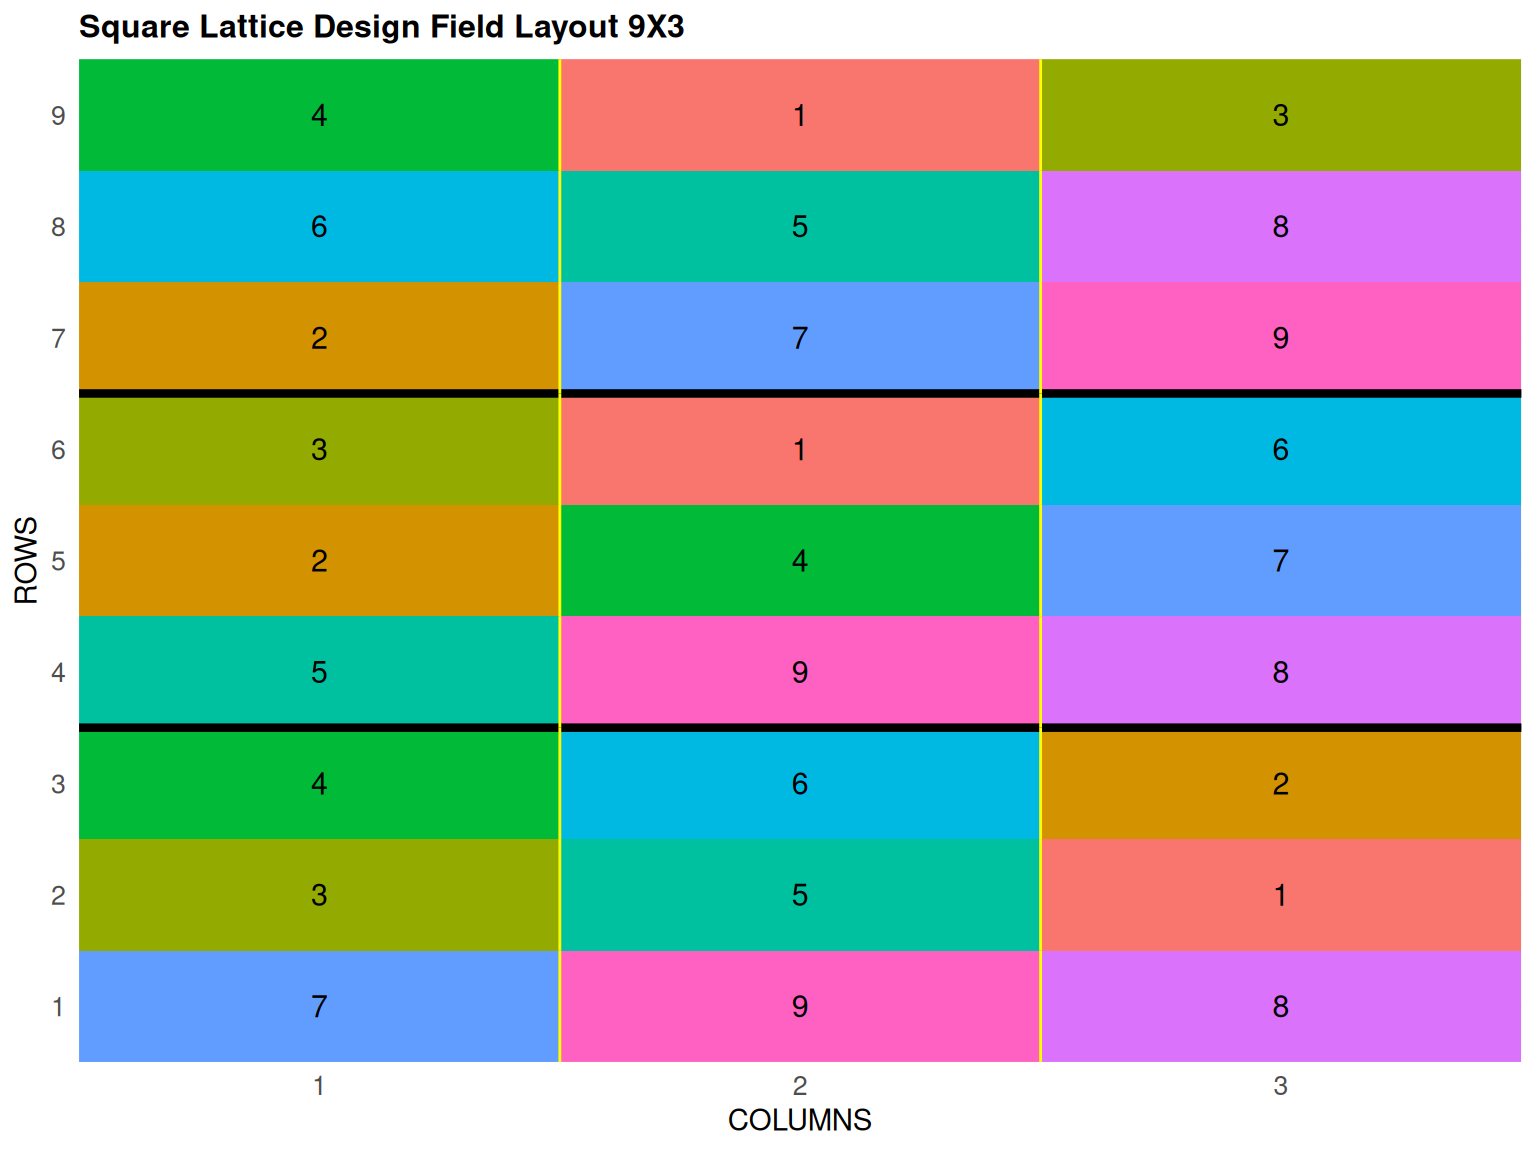 Square Lattice Design Field Layout 9X3
9 4 1 3
8 6 5 8
7 2 7 9
6 3 1 6
ROWS
5 2 4 7
4 5 9 8
3 4 6 2
2 3 5 1
1 7 9 8
1 2 3
COLUMNS